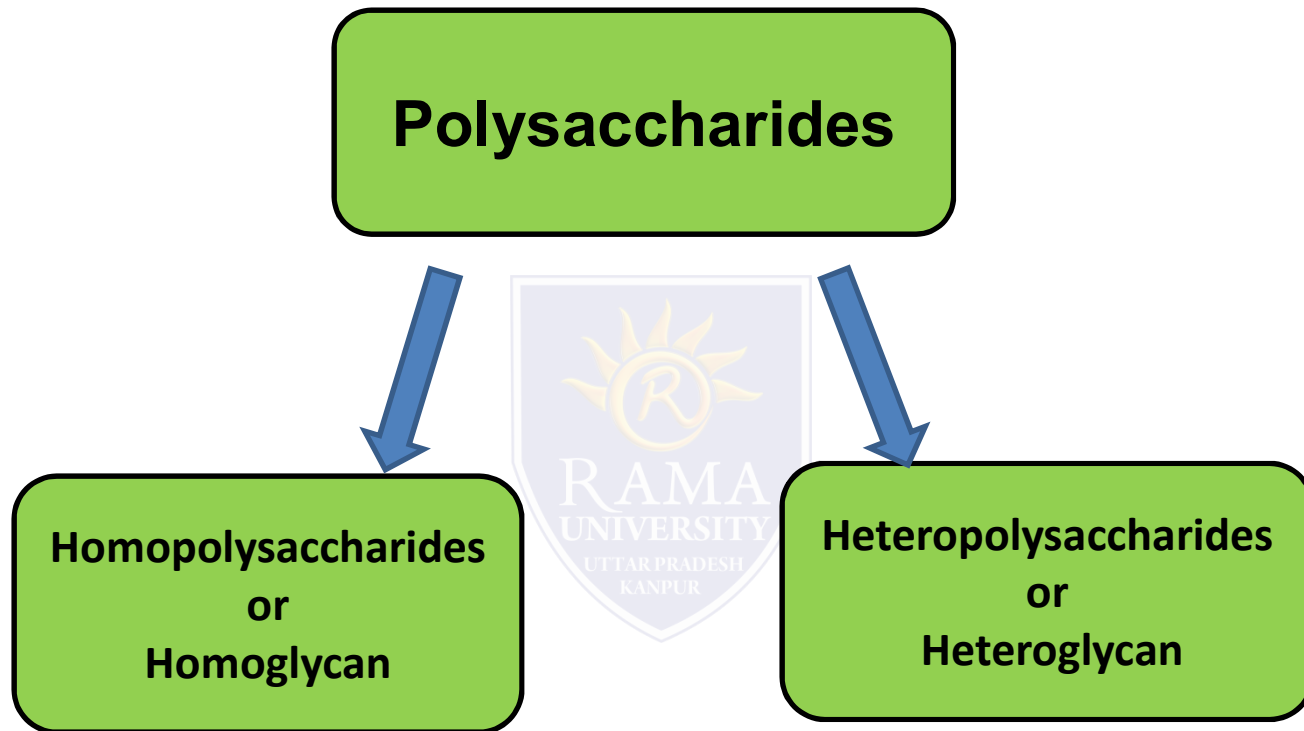 Polysaccharides
R
RAMA
UNIVERSITY
UTTAR PRADESH
KANPUR
Homopolysaccharides
or
Homoglycan
Heteropolysaccharides
or
Heteroglycan